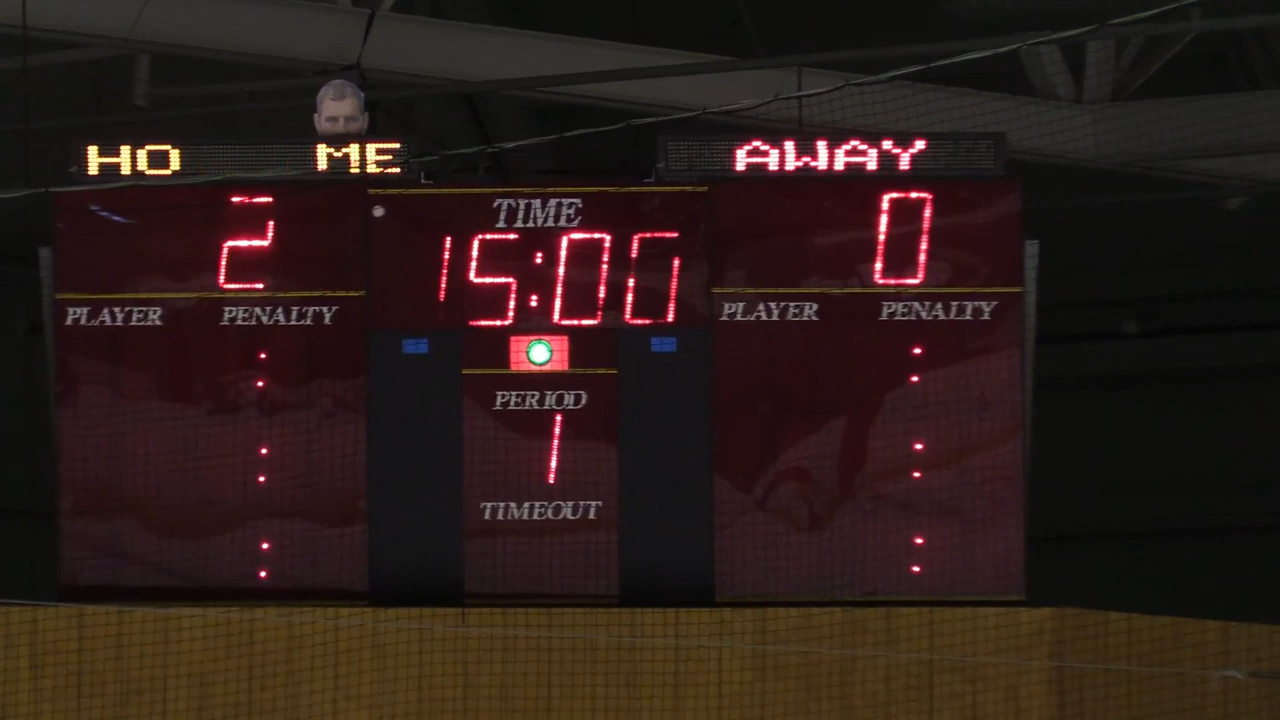 HO ME AWAY
2 TIME 0
15:00
PLAYER PENALTY PLAYER PENALTY
PERIOD
1
TIMEOUT